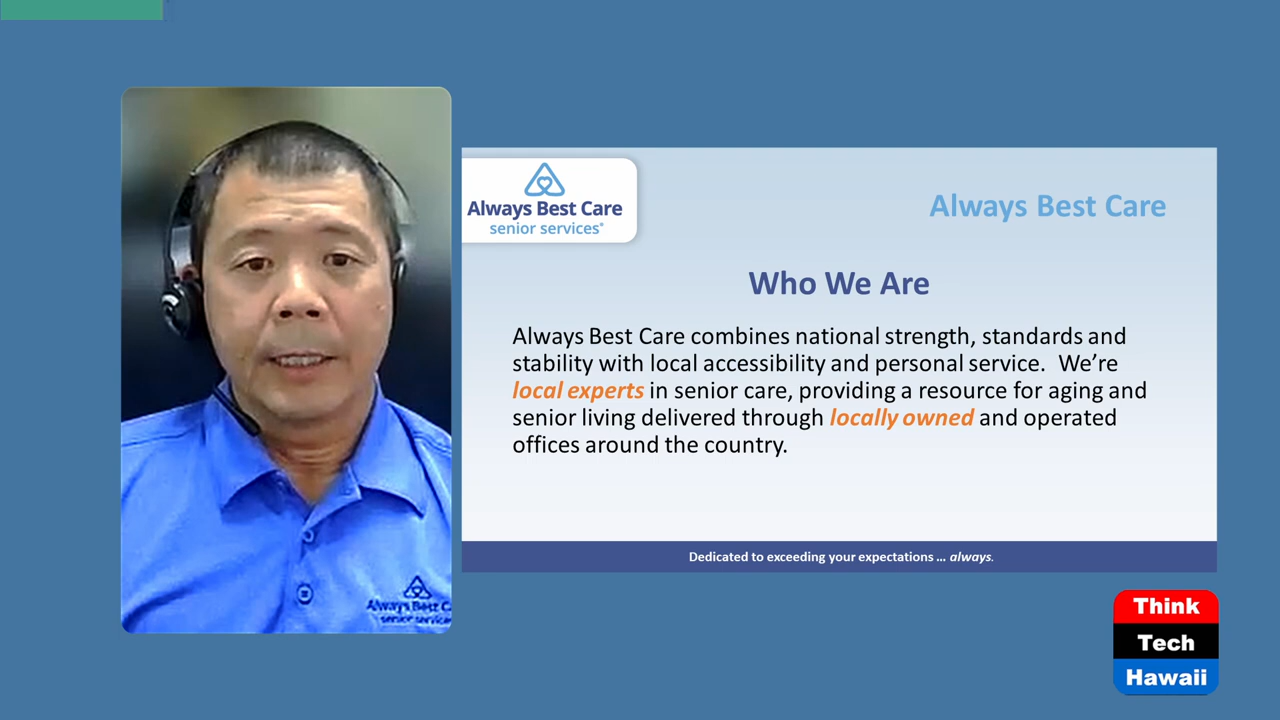 Always Best Care
senior services®
Always Best Care
Who We Are
Always Best Care combines national strength, standards and
stability with local accessibility and personal service.  We’re
local experts in senior care, providing a resource for aging and
senior living delivered through locally owned and operated
offices around the country.
Dedicated to exceeding your expectations ... always.
Always Best
senior
Think
Tech
Hawaii